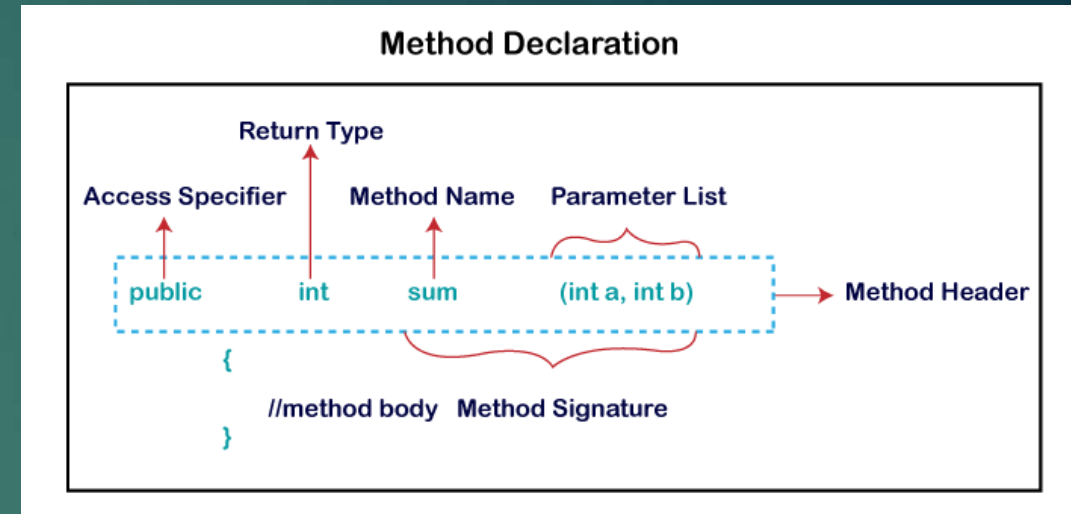 Method Declaration
Return Type
Access Specifier Method Name Parameter List
public int sum (int a, int b) Method Header
{
//method body Method Signature
}